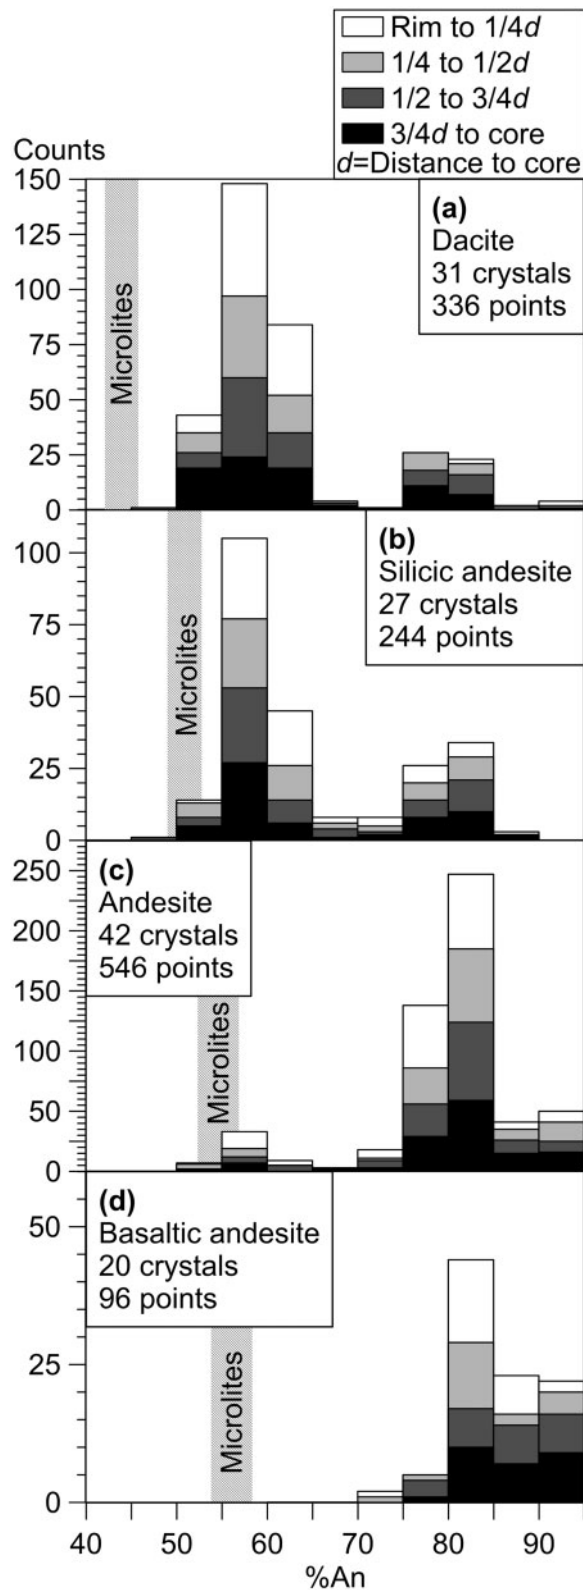 Rim to 1/4d
1/4 to 1/2d
1/2 to 3/4d
3/4d to core
d=Distance to core
Counts
150
125
100
75
50
25
0
Microlites
(a)
Dacite
31 crystals
336 points
100
75
50
25
0
Microlites
(b)
Silicic andesite
27 crystals
244 points
250
200
150
100
50
0
(c)
Andesite
42 crystals
546 points
Microlites
50
25
0
(d)
Basaltic andesite
20 crystals
96 points
Microlites
40 50 60 70 80 90
%An